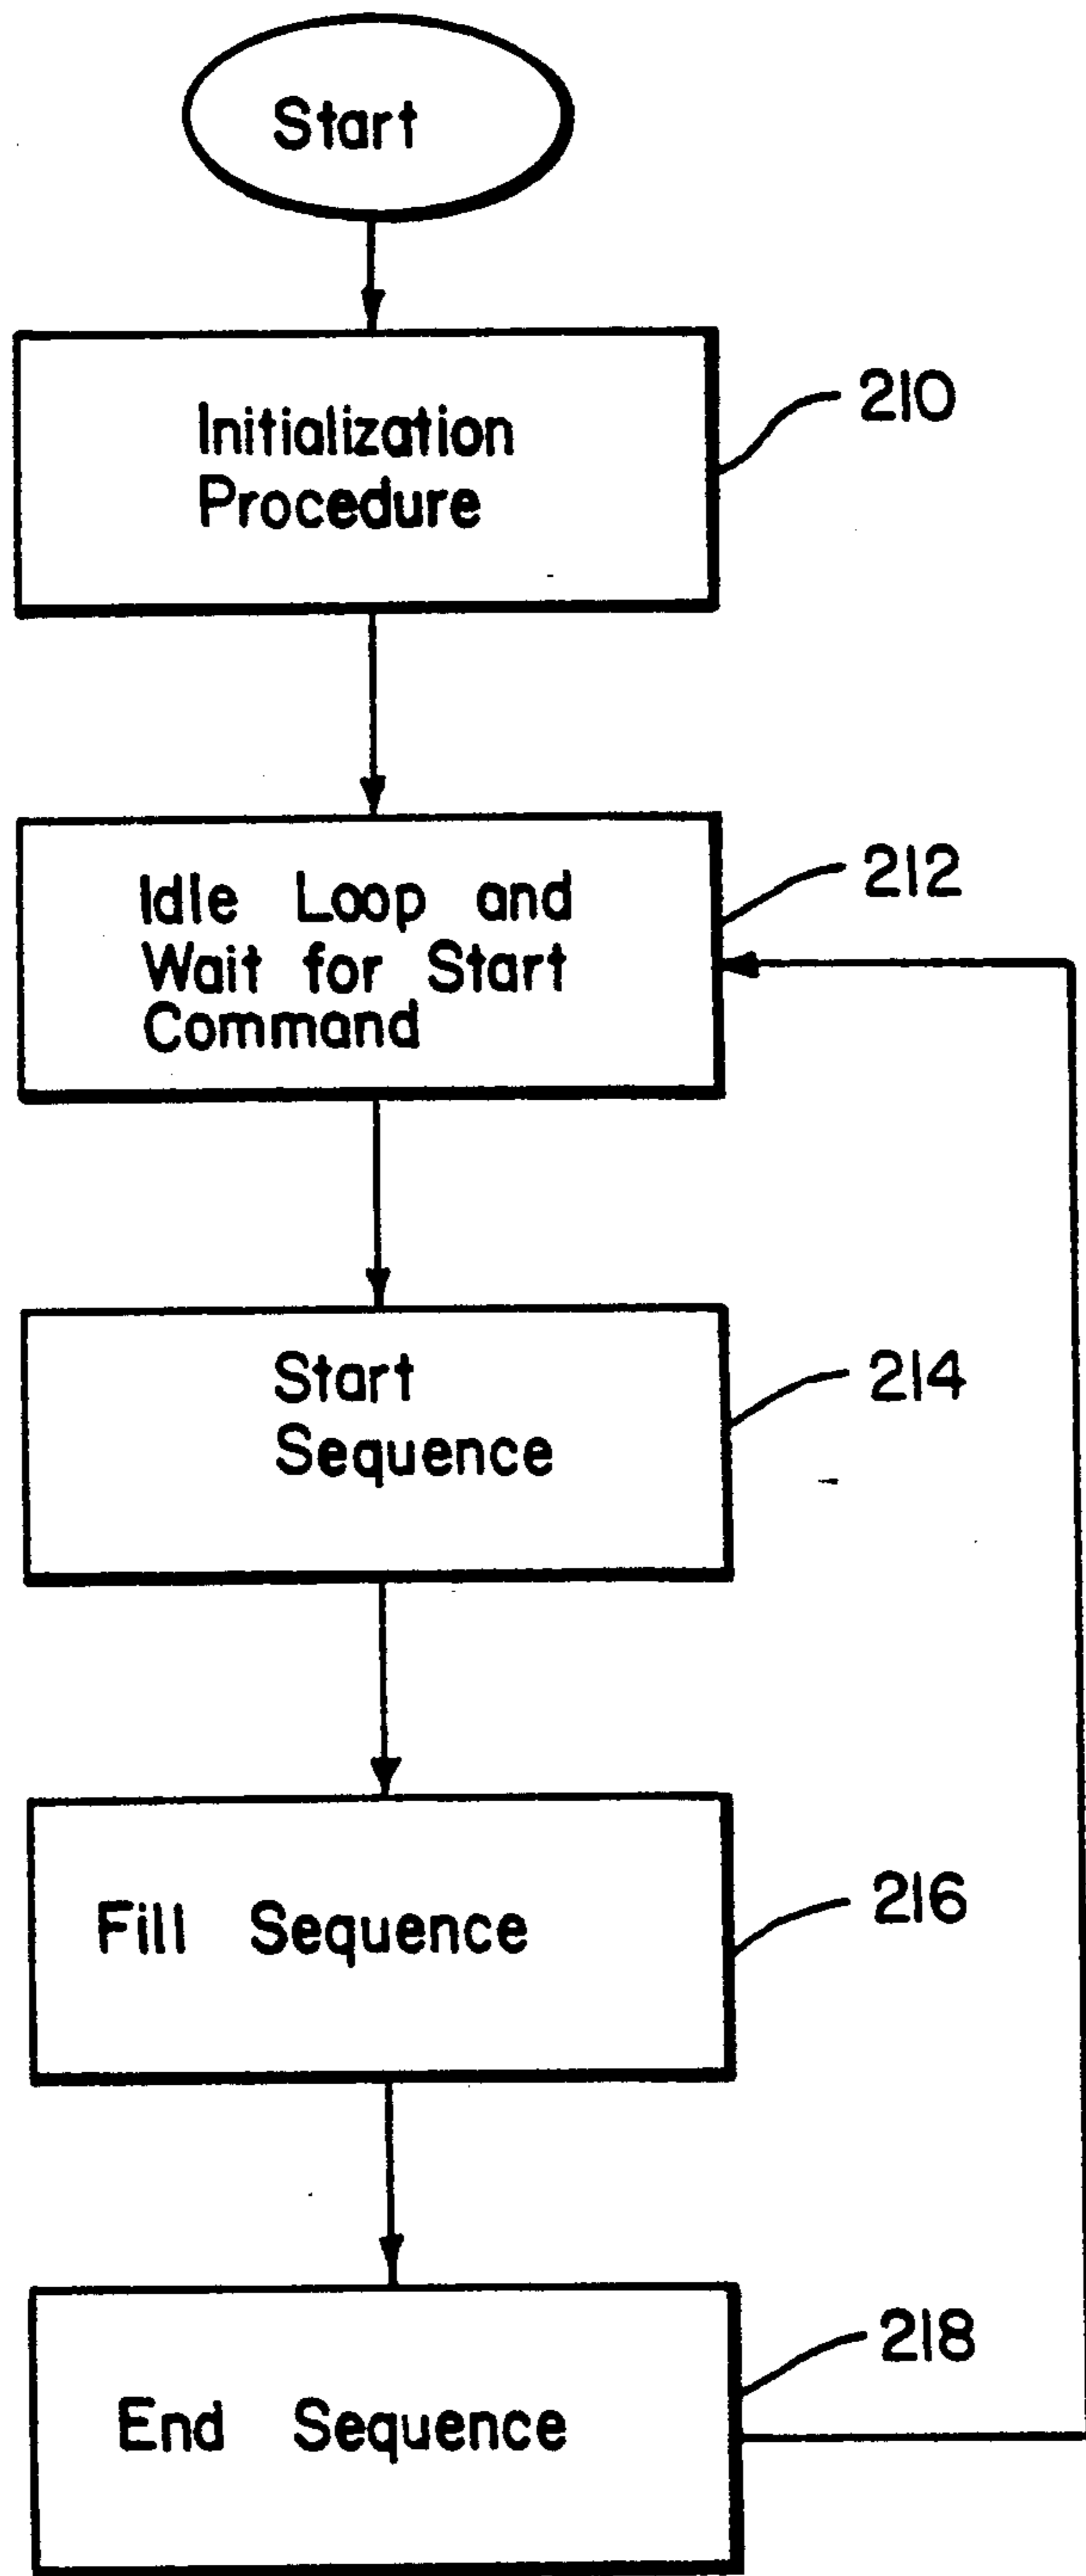 Start
Initialization
Procedure
210
Idle Loop and
Wait for Start
Command
212
Start
Sequence
214
Fill Sequence
216
End Sequence
218